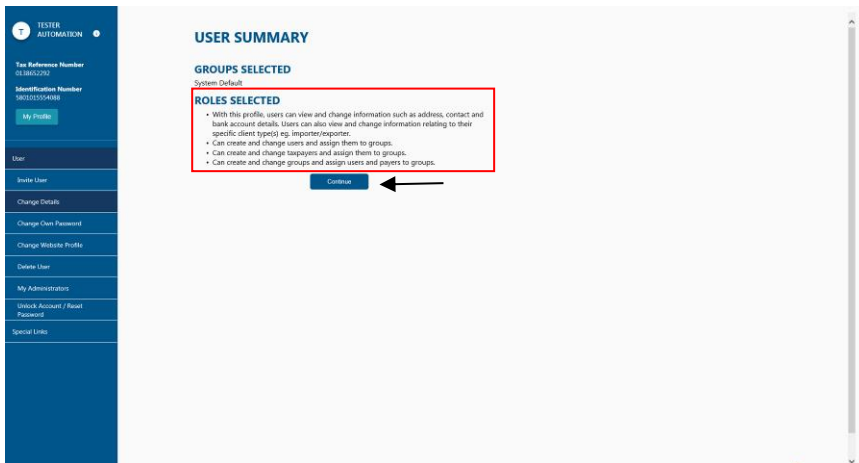 T
TESTER
AUTOMATION
Tax Reference Number
0138652292
Identification Number
5801015554088
My Profile
User
Invite User
Change Details
Change Own Password
Change Website Profile
Delete User
My Administrators
Unlock Account / Reset
Password
Special Links
USER SUMMARY
GROUPS SELECTED
System Default
ROLES SELECTED
• With this profile, users can view and change information such as address, contact and
bank account details. Users can also view and change information relating to their
specific client type(s) eg. importer/exporter.
• Can create and change users and assign them to groups.
• Can create and change taxpayers and assign them to groups.
• Can create and change groups and assign users and payers to groups.
Continue